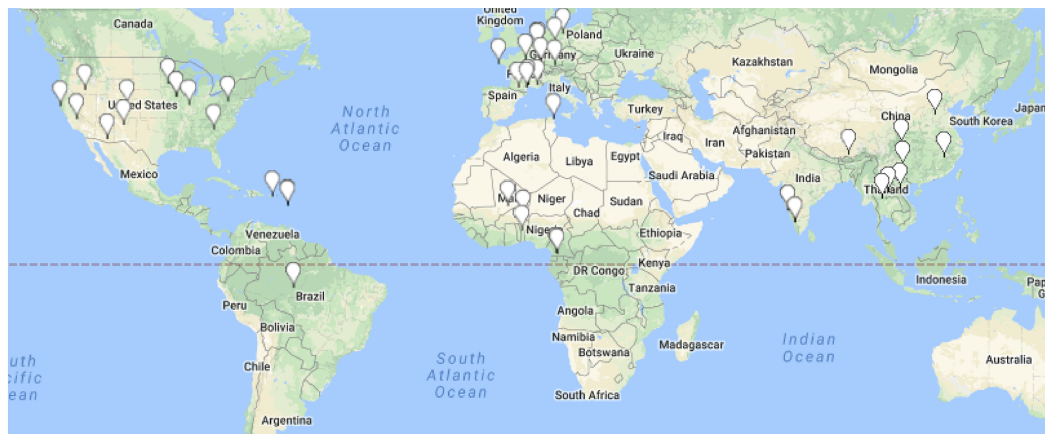 United
Kingdom
Canada
Poland
Germany
Ukraine
Kazakhstan
Mongolia
United States
North
Atlantic
Ocean
Spain
Italy
Turkey
China
South Korea
Japan
Iraq
Iran
Afghanistan
Pakistan
Algeria
Libya
Egypt
Saudi Arabia
India
Mexico
Niger
Chad
Sudan
Thailand
Venezuela
Colombia
Ethiopia
DR Congo
Kenya
Tanzania
Indonesia
Brazil
Peru
Bolivia
Angola
Namibia
Botswana
Madagascar
Indian
Ocean
Chile
South
Atlantic
Ocean
South Africa
Australia
Argentina
ean